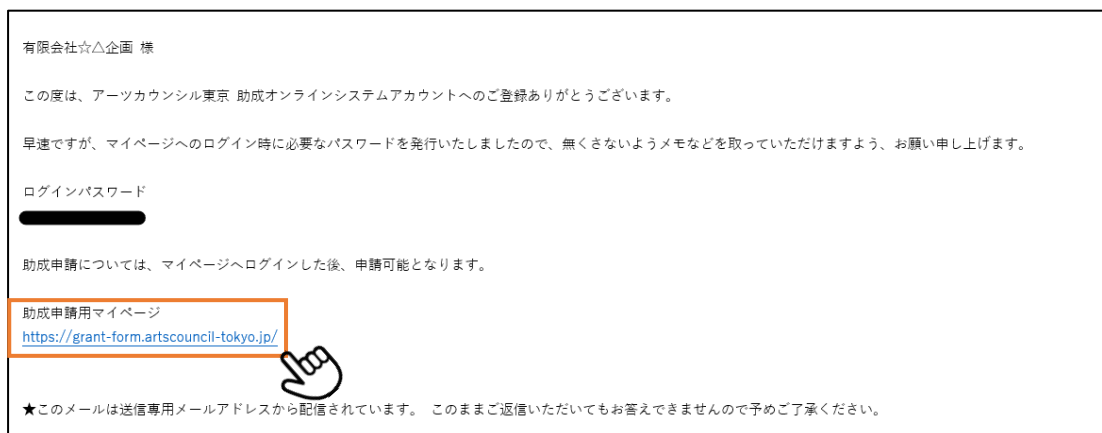 有限会社☆△企画 様
この度は、アーツカウンシル東京 助成オンラインシステムアカウントへのご登録ありがとうございます。
早速ですが、マイページへのログイン時に必要なパスワードを発行いたしましたので、無くさないようメモなどを取っていただけますよう、お願い申し上げます。
ログインパスワード
助成申請については、マイページへログインした後、申請可能となります。
助成申請用マイページ
https://grant-form.artscouncil-tokyo.jp/
★このメールは送信専用メールアドレスから配信されています。 このままご返信いただいてもお答えできませんので予めご了承ください。